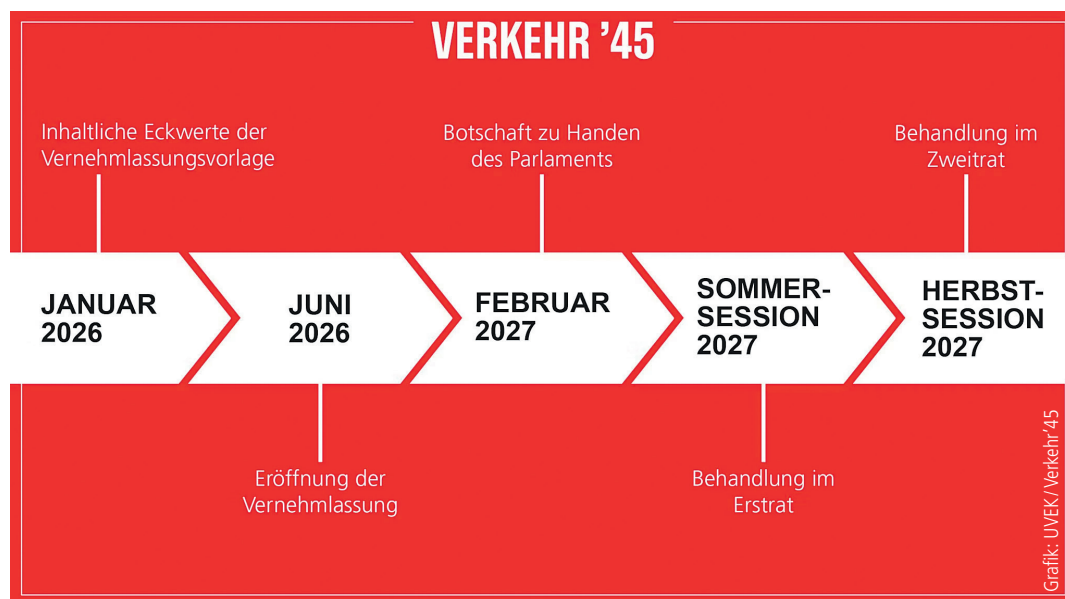 VERKEHR ’45
Inhaltliche Eckwerte der
Vernehmlassungsvorlage
Botschaft zu Handen
des Parlaments
Behandlung im
Zweitrat
JANUAR
2026
JUNI
2026
FEBRUAR
2027
SOMMER-
SESSION
2027
HERBST-
SESSION
2027
Eröffnung der
Vernehmlassung
Behandlung im
Erstrat
Grafik: UVEK/Verkehr‘45